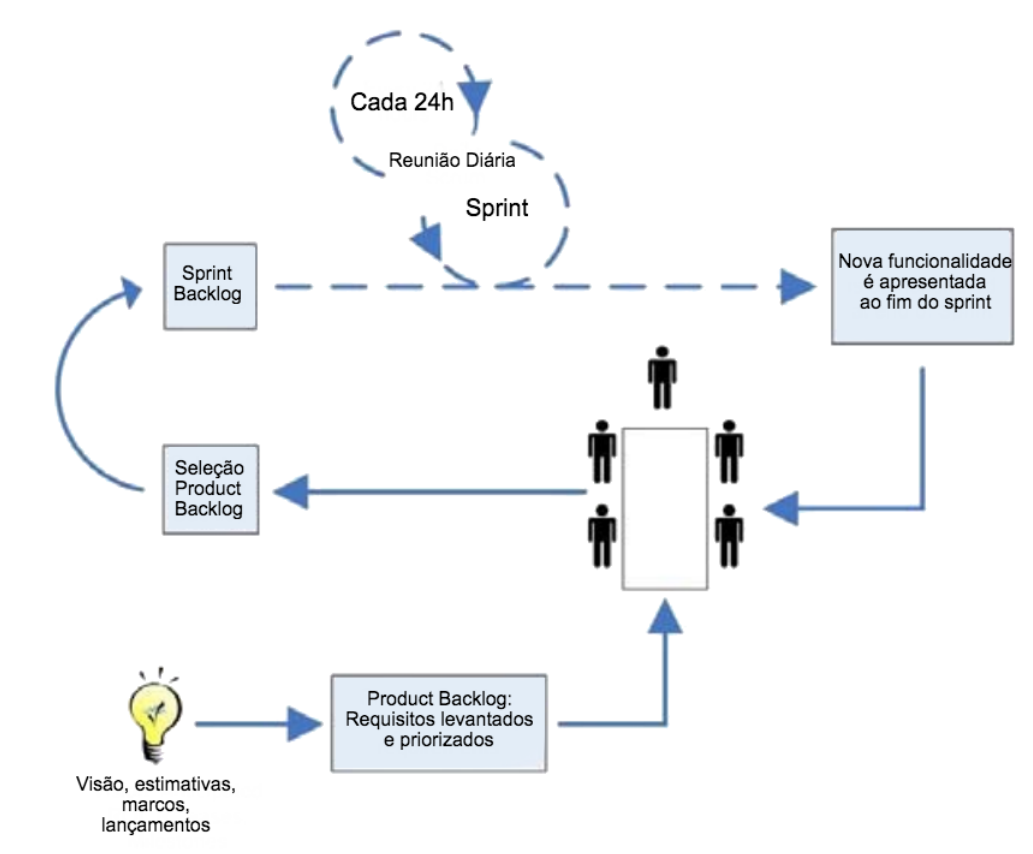 Cada 24h
Reunião Diária
Sprint
Sprint
Backlog
Nova funcionalidade
é apresentada
ao fim do sprint
Seleção
Product
Backlog
Product Backlog:
Requisitos levantados
e priorizados
Visão, estimativas,
marcos,
lançamentos